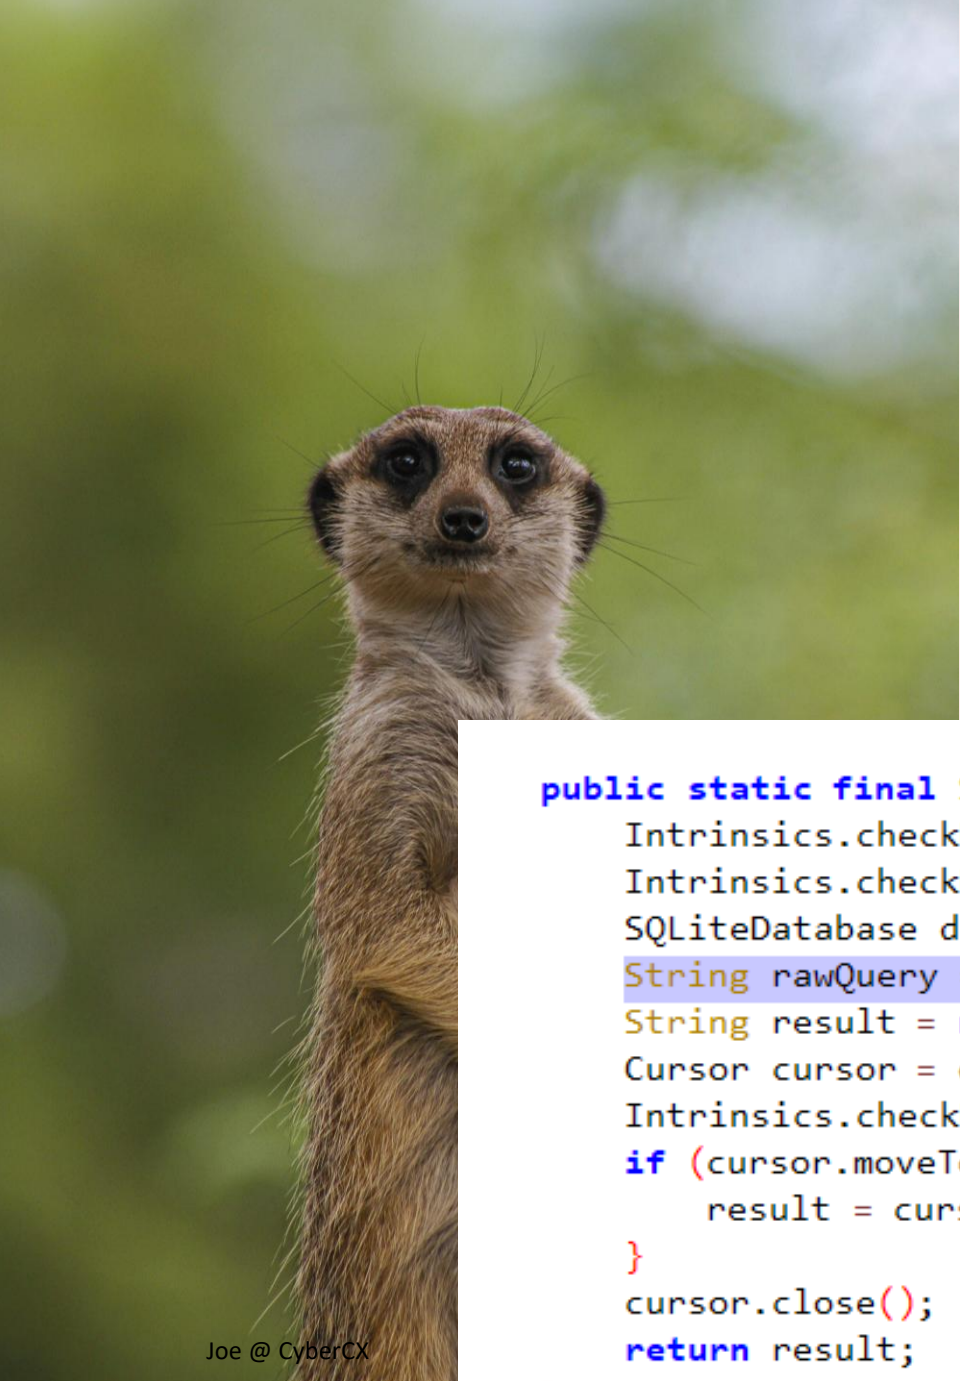 public static final
Intrinsics.check
Intrinsics.check
SQLiteDatabase d
String rawQuery
String result =
Cursor cursor =
Intrinsics.check
if (cursor.moveT
result = curs
}
cursor.close();
return result;
Joe @ CyberCX